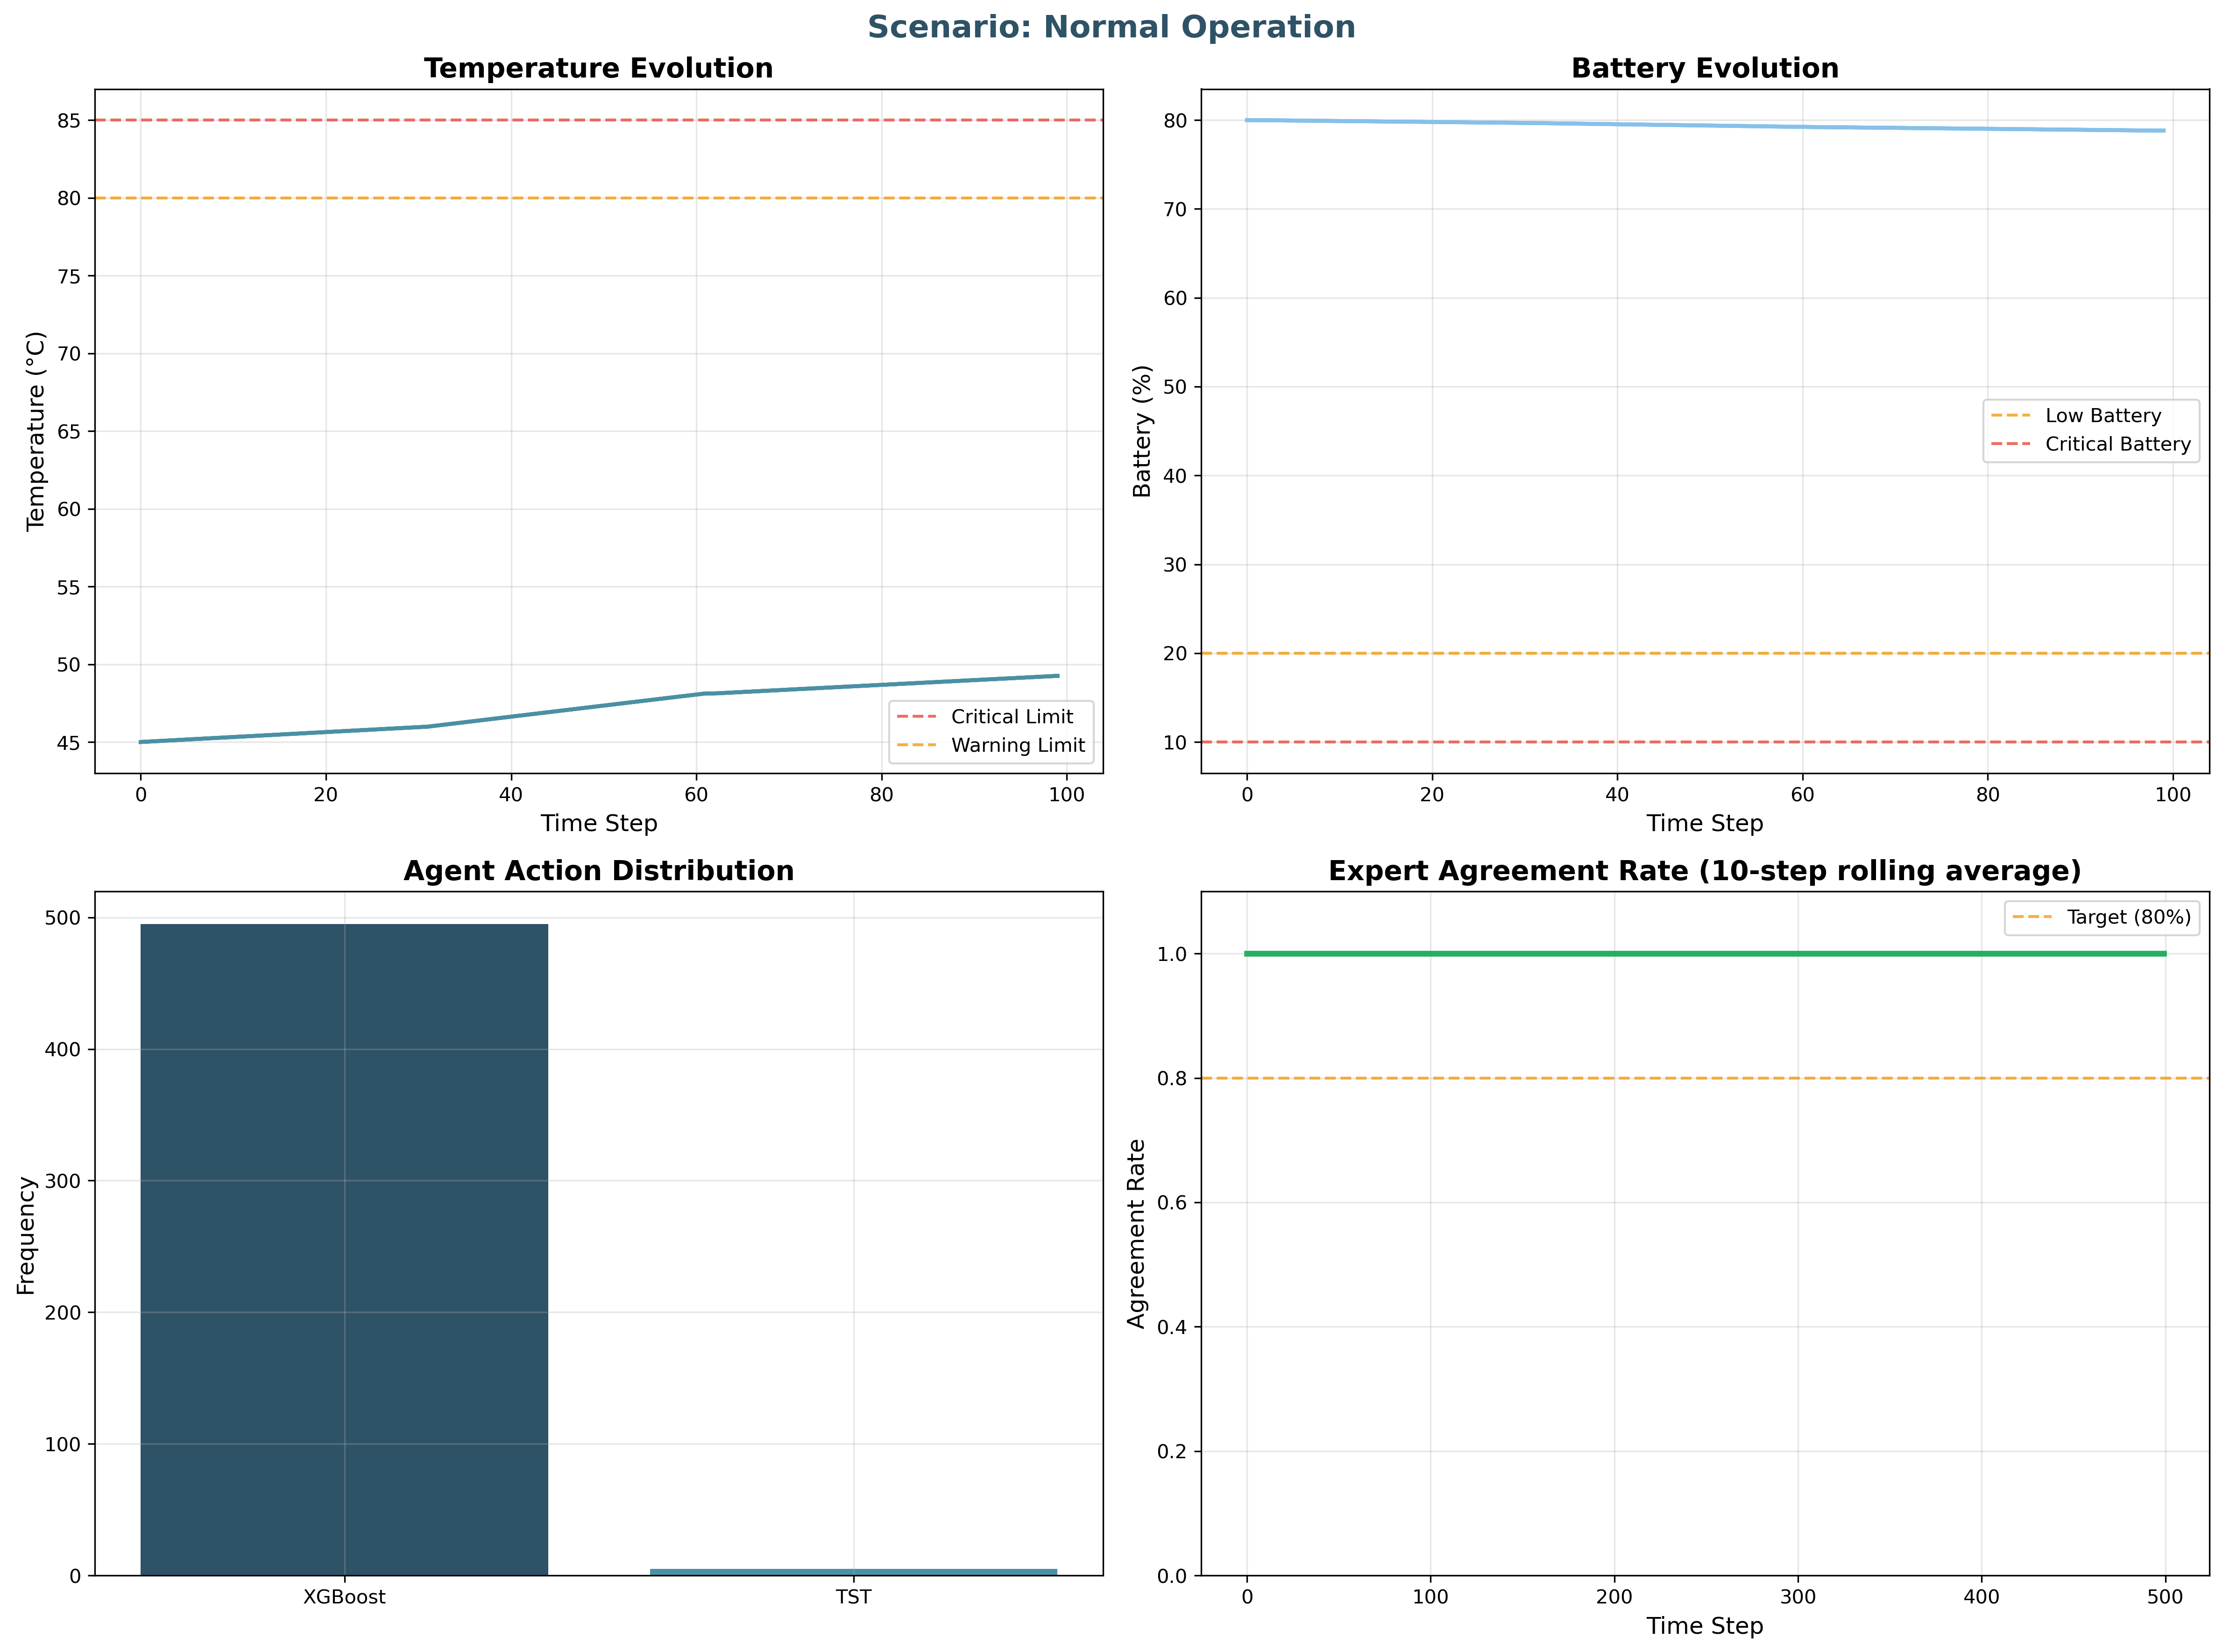 Scenario: Normal Operation
Temperature Evolution
Temperature (°C)
85
80
75
70
65
60
55
50
45
Critical Limit
Warning Limit
0 20 40 60 80 100
Time Step
Battery Evolution
Battery (%)
80
70
60
50
40
30
20
10
Low Battery
Critical Battery
0 20 40 60 80 100
Time Step
Agent Action Distribution
Frequency
500
400
300
200
100
0
XGBoost TST
Expert Agreement Rate (10-step rolling average)
Agreement Rate
Target (80%)
1.0
0.8
0.6
0.4
0.2
0.0
0 100 200 300 400 500
Time Step